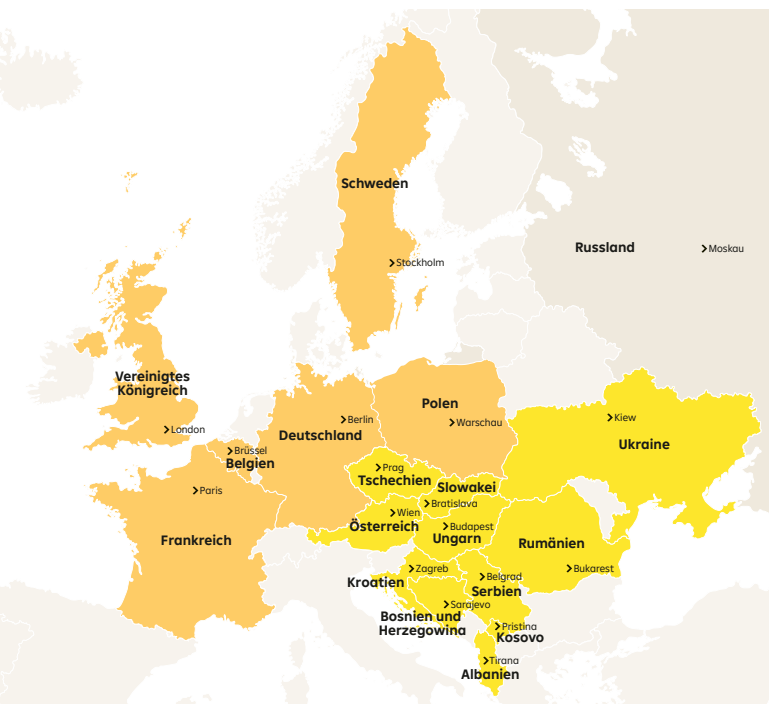 Schweden
Russland
Moskau
Stockholm
Vereinigtes
Königreich
London
Polen
Warschau
Berlin
Deutschland
Kiew
Ukraine
Brüssel
Belgien
Prag
Tschechien
Slowakei
Paris
Bratislava
Wien
Österreich
Budapest
Ungarn
Frankreich
Rumänien
Bukarest
Zagreb
Kroatien
Belgrad
Serbien
Sarajevo
Bosnien und
Herzegowina
Pristina
Kosovo
Tirana
Albanien